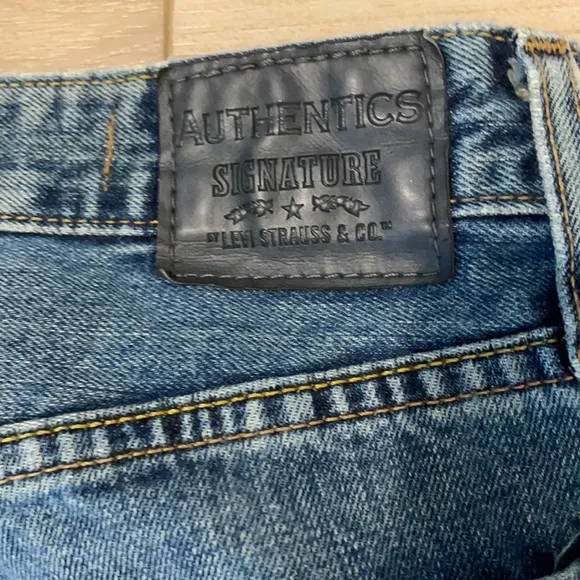 AUTHENTICS
SIGNATURE
BY LEVI STRAUSS & CO.™